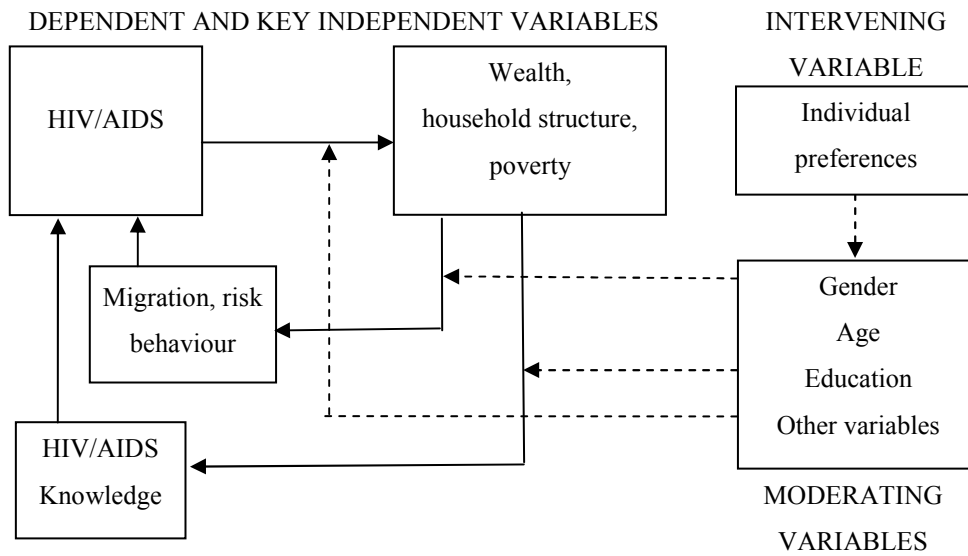 DEPENDENT AND KEY INDEPENDENT VARIABLES
HIV/AIDS
Wealth,
household structure,
poverty
Migration, risk
behaviour
HIV/AIDS
Knowledge
INTERVENING
VARIABLE
Individual
preferences
Gender
Age
Education
Other variables
MODERATING
VARIABLES